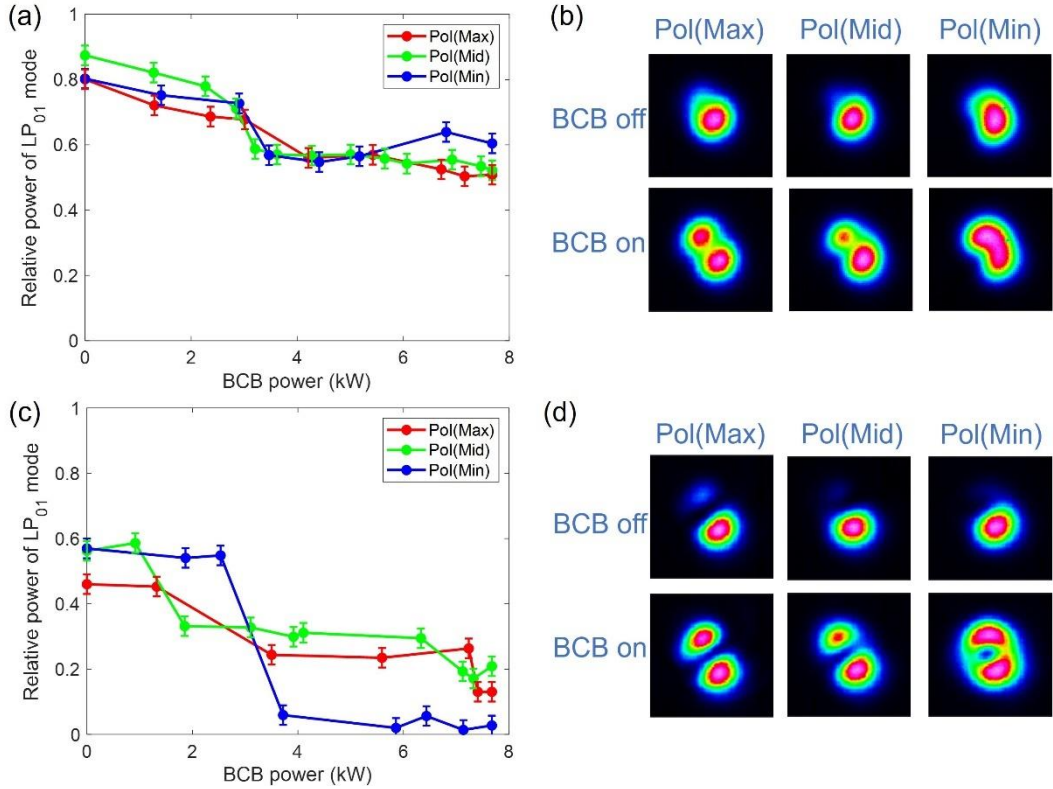 (a)
Relative power of LP01 mode
1
0.8
0.6
0.4
0.2
0
0 2 4 6 8
BCB power (kW)
Pol(Max)
Pol(Mid)
Pol(Min)
(b)
Pol(Max) Pol(Mid) Pol(Min)
BCB off
BCB on
(c)
Relative power of LP01 mode
1
0.8
0.6
0.4
0.2
0
0 2 4 6 8
BCB power (kW)
Pol(Max)
Pol(Mid)
Pol(Min)
(d)
Pol(Max) Pol(Mid) Pol(Min)
BCB off
BCB on